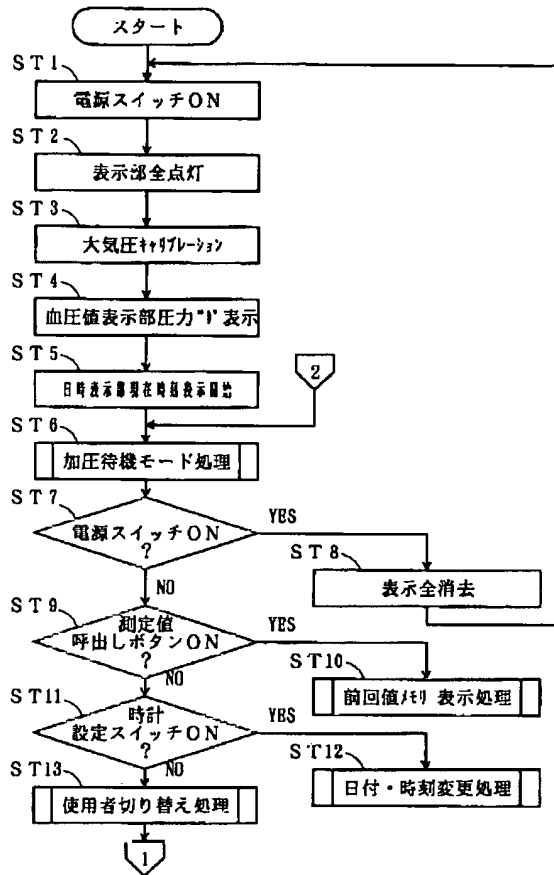 スタート
ST1
電源スイッチON
ST2
表示部全点灯
ST3
大気圧キャリブレーション
ST4
血圧値表示部圧力"0"表示
ST5
日時表示部現在時刻表示開始
2
ST6
加圧待機モード処理
ST7
電源スイッチON
?
YES
NO
ST8
表示全消去
ST9
測定値
呼出しボタンON
?
YES
NO
ST10
前回値メモリ表示処理
ST11
時計
設定スイッチON
?
YES
NO
ST12
日付・時刻変更処理
ST13
使用者切り替え処理
1